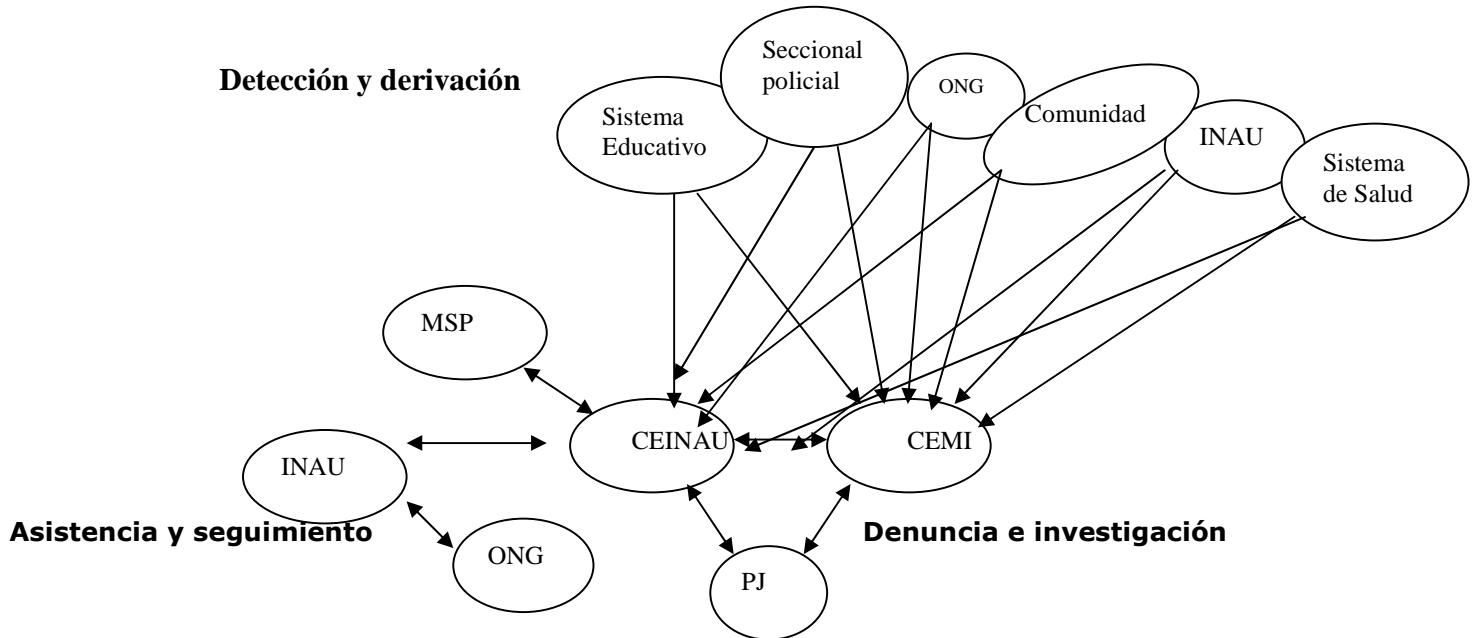 Detección y derivación
Sistema
Educativo
Seccional
policial
ONG
Comunidad
INAU
Sistema
de Salud
MSP
CEINAU
CEMI
INAU
Asistencia y seguimiento
Denuncia e investigación
ONG
PJ